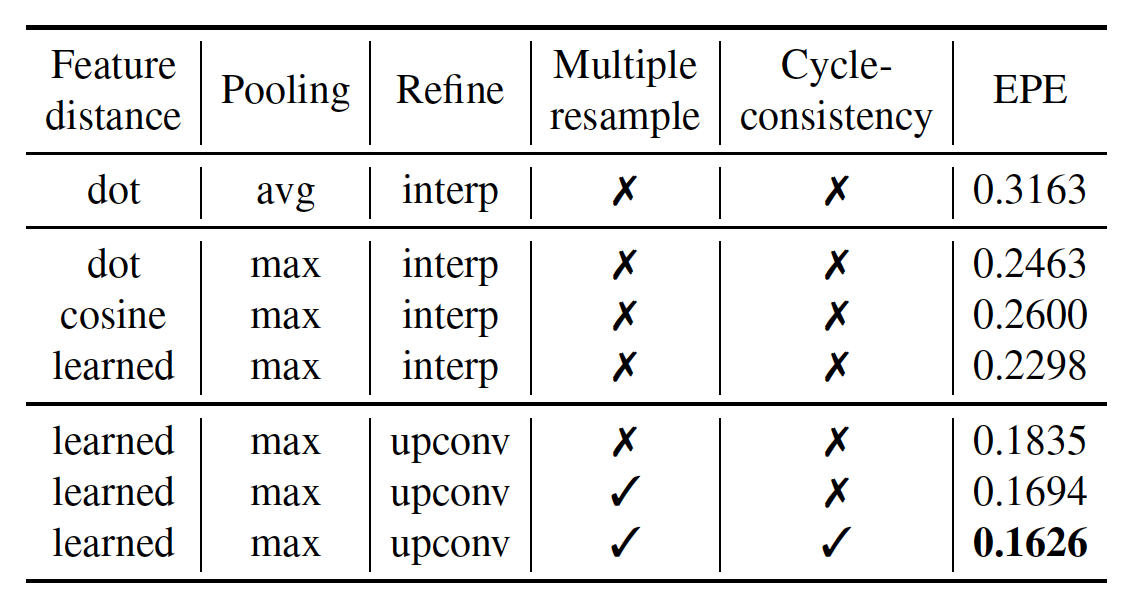 Feature distance | Pooling | Refine | Multiple resample | Cycle-consistency | EPE
dot | avg | interp | ✗ | ✗ | 0.3163
dot | max | interp | ✗ | ✗ | 0.2463
cosine | max | interp | ✗ | ✗ | 0.2600
learned | max | interp | ✗ | ✗ | 0.2298
learned | max | upconv | ✗ | ✗ | 0.1835
learned | max | upconv | ✓ | ✗ | 0.1694
learned | max | upconv | ✓ | ✓ | 0.1626